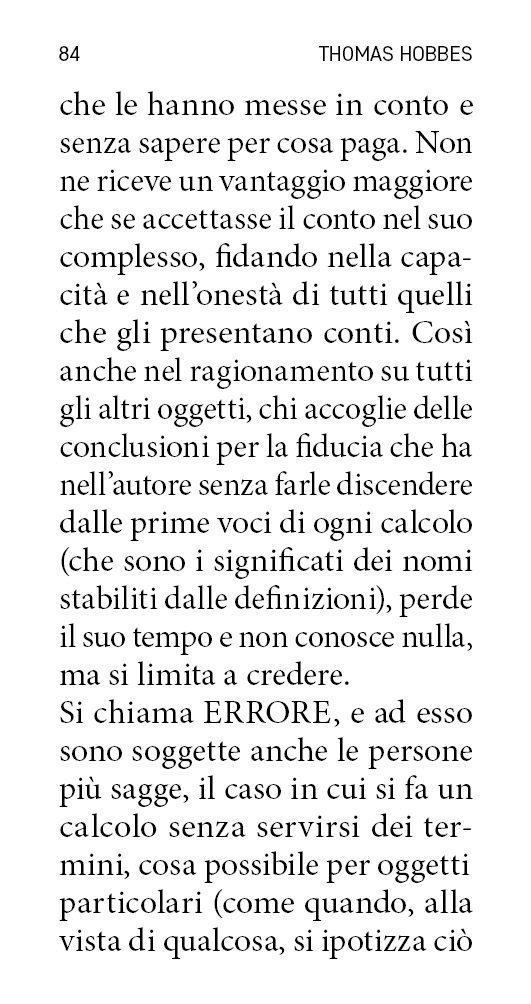 84
THOMAS HOBBES
che le hanno messe in conto e
senza sapere per cosa paga. Non
ne riceve un vantaggio maggiore
che se accettasse il conto nel suo
complesso, fidando nella capa-
cità e nell'onestà di tutti quelli
che gli presentano conti. Così
anche nel ragionamento su tutti
gli altri oggetti, chi accoglie delle
conclusioni per la fiducia che ha
nell'autore senza farle discendere
dalle prime voci di ogni calcolo
(che sono i significati dei nomi
stabiliti dalle definizioni), perde
il suo tempo e non conosce nulla,
ma si limita a credere.
Si chiama ERRORE, e ad esso
sono soggette anche le persone
più sagge, il caso in cui si fa un
calcolo senza servirsi dei ter-
mini, cosa possibile per oggetti
particolari (come quando, alla
vista di qualcosa, si ipotizza ciò